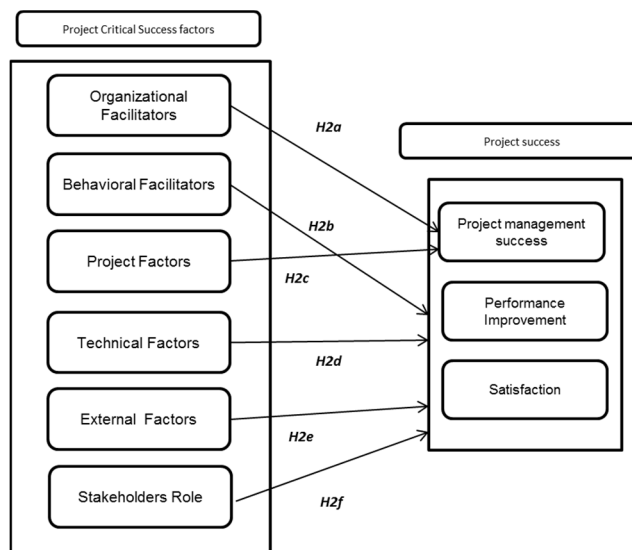 Project Critical Success factors
Organizational
Facilitators
Behavioral Facilitators
Project Factors
Technical Factors
External Factors
Stakeholders Role
H2a
H2b
H2c
H2d
H2e
H2f
Project success
Project management
success
Performance
Improvement
Satisfaction